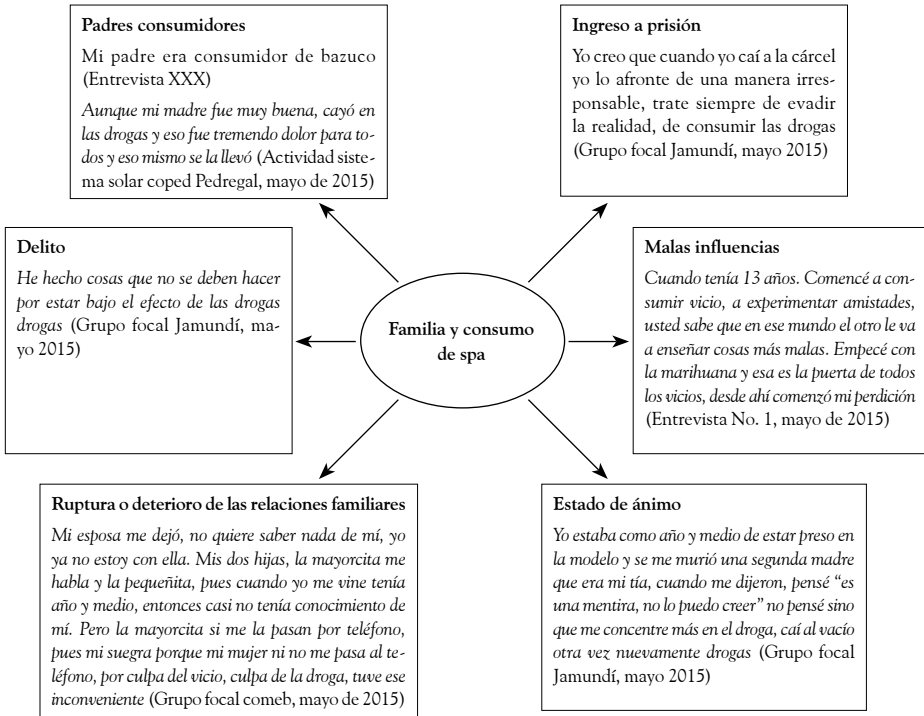 Padres consumidores
Mi padre era consumidor de bazuco
(Entrevista XXX)
Aunque mi madre fue muy buena, cayó en
las drogas y eso fue tremendo dolor para to-
dos y eso mismo se la llevó (Actividad siste-
ma solar coped Pedregal, mayo de 2015)
Ingreso a prisión
Yo creo que cuando yo caí a la cárcel
yo lo afronte de una manera irres-
ponsable, trate siempre de evadir
la realidad, de consumir las drogas
(Grupo focal Jamundí, mayo 2015)
Delito
He hecho cosas que no se deben hacer
por estar bajo el efecto de las drogas
drogas (Grupo focal Jamundí, ma-
yo 2015)
Familia y consumo
de spa
Malas influencias
Cuando tenía 13 años. Comencé a con-
sumir vicio, a experimentar amistades,
usted sabe que en ese mundo el otro le va
a enseñar cosas más malas. Empecé con
la marihuana y esa es la puerta de todos
los vicios, desde ahí comenzó mi perdición
(Entrevista No. 1, mayo de 2015)
Ruptura o deterioro de las relaciones familiares
Mi esposa me dejó, no quiere saber nada de mí, yo
ya no estoy con ella. Mis dos hijas, la mayorcita me
habla y la pequeñita, pues cuando yo me vine tenía
año y medio, entonces casi no tenía conocimiento de
mí. Pero la mayorcita si me la pasan por teléfono,
pues mi suegra porque mi mujer ni no me pasa al te-
léfono, por culpa del vicio, culpa de la droga, tuve ese
inconveniente (Grupo focal comeb, mayo de 2015)
Estado de ánimo
Yo estaba como año y medio de estar preso en
la modelo y se me murió una segunda madre
que era mi tía, cuando me dijeron, pensé “es
una mentira, no lo puedo creer” no pensé sino
que me concentre más en el droga, caí al vacío
otra vez nuevamente drogas (Grupo focal
Jamundí, mayo 2015)